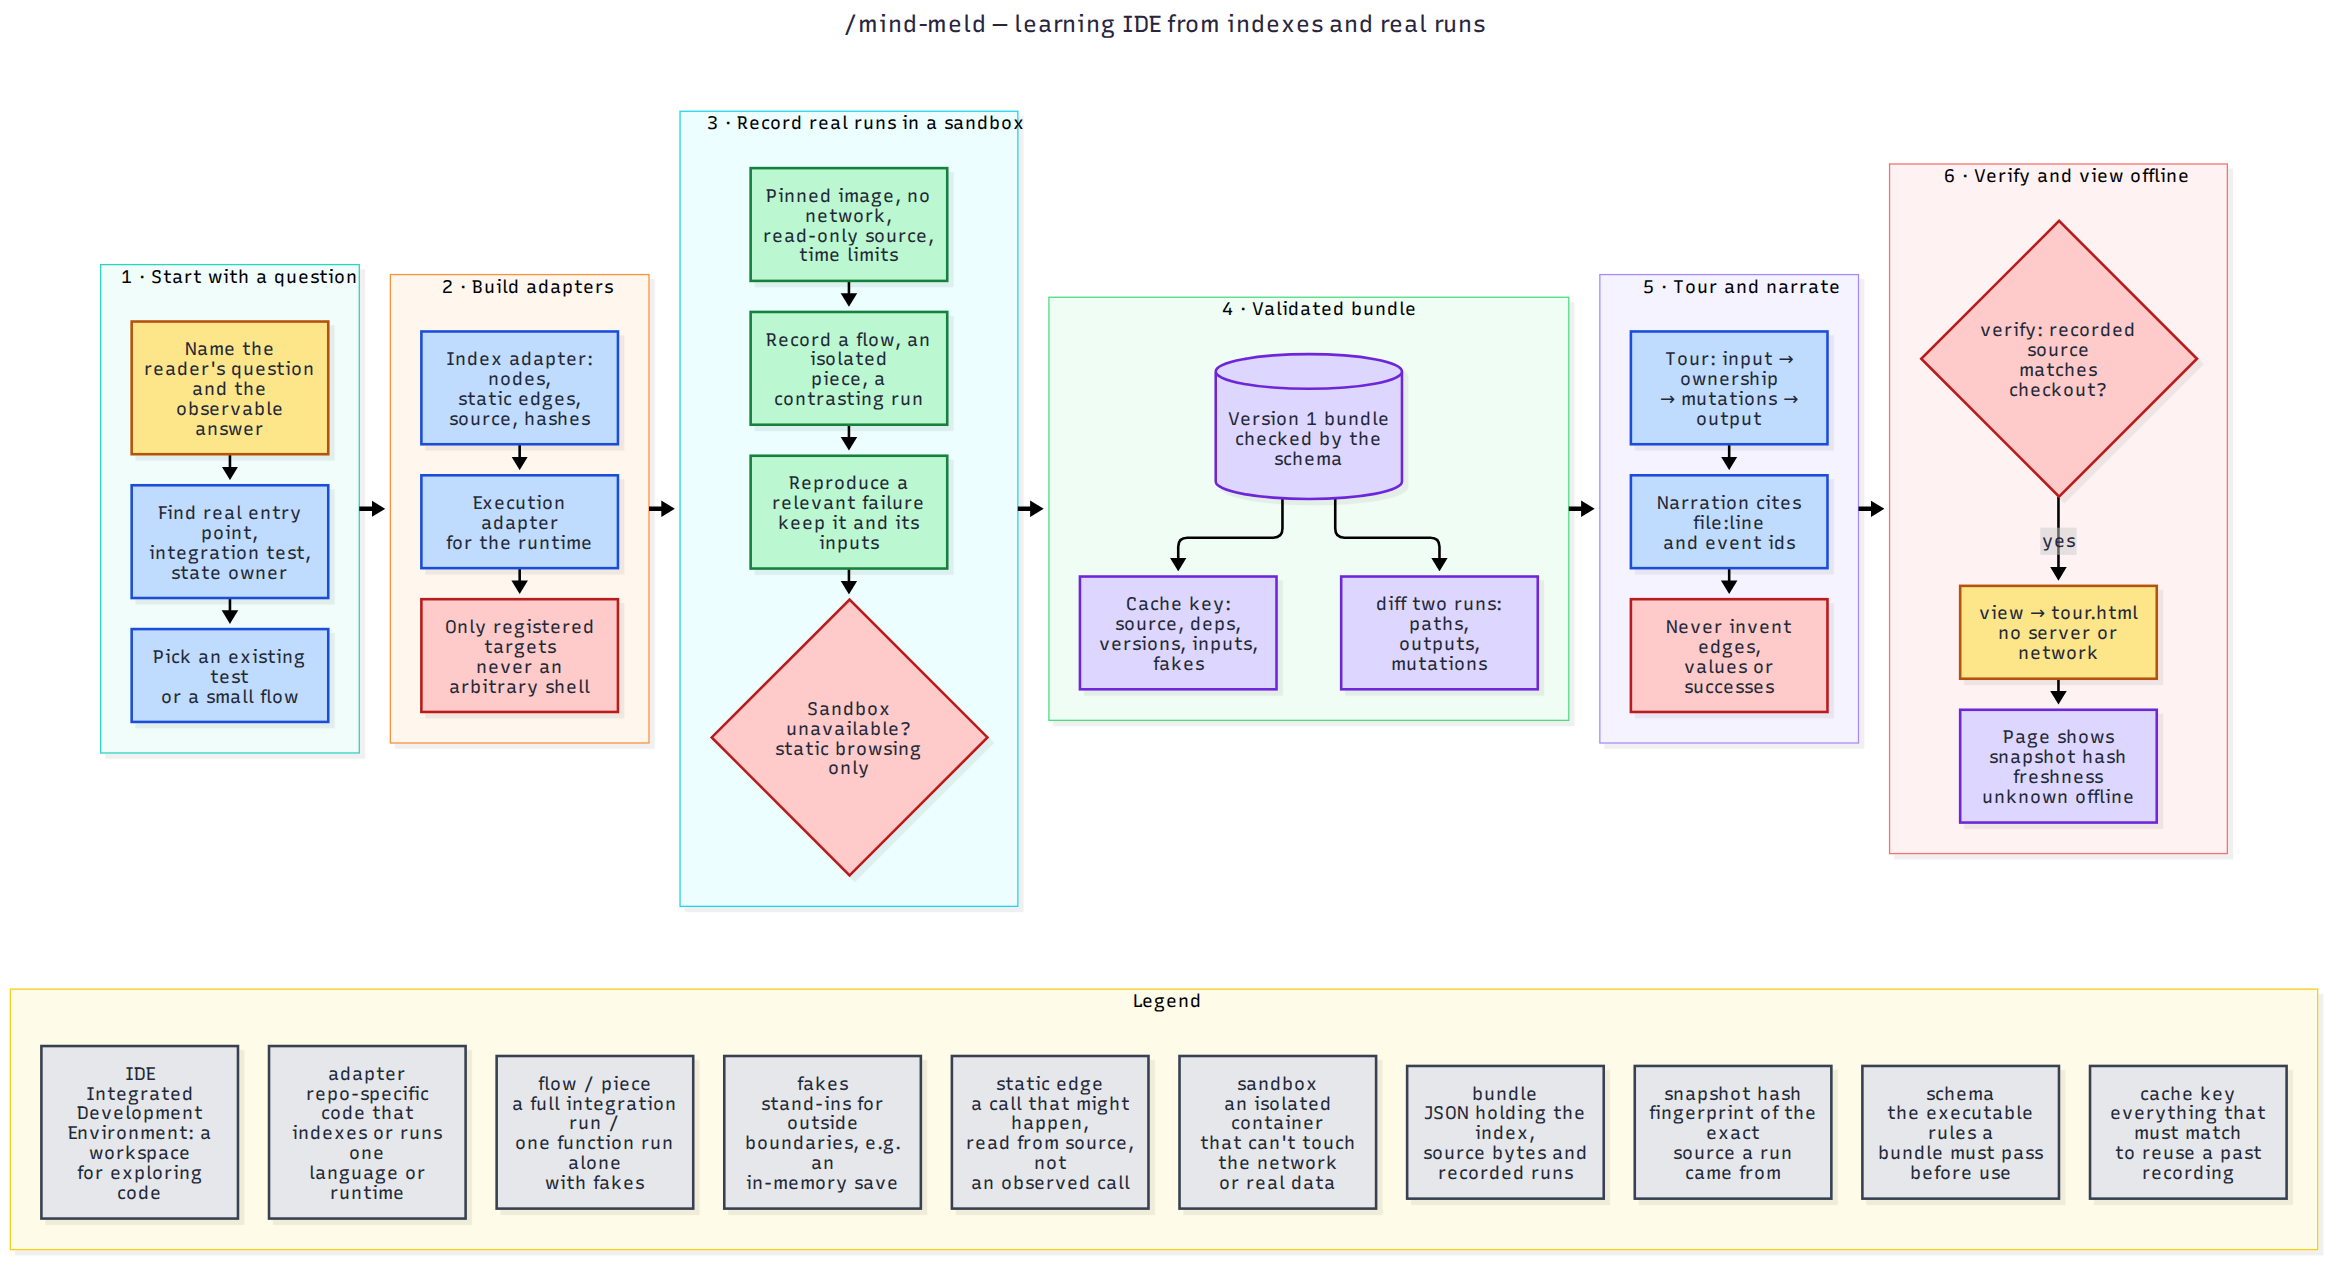 /mind-meld — learning IDE from indexes and real runs
1 · Start with a question
Name the
reader's question
and the
observable
answer
Find real entry
point,
integration test,
state owner
Pick an existing
test
or a small flow
2 · Build adapters
Index adapter:
nodes,
static edges,
source, hashes
Execution
adapter
for the runtime
Only registered
targets
never an
arbitrary shell
3 · Record real runs in a sandbox
Pinned image, no
network,
read-only source,
time limits
Record a flow, an
isolated
piece, a
contrasting run
Reproduce a
relevant failure
keep it and its
inputs
Sandbox
unavailable?
static browsing
only
4 · Validated bundle
Version 1 bundle
checked by the
schema
Cache key:
source, deps,
versions, inputs,
fakes
diff two runs:
paths,
outputs,
mutations
5 · Tour and narrate
Tour: input →
ownership
→ mutations →
output
Narration cites
file:line
and event ids
Never invent
edges,
values or
successes
6 · Verify and view offline
verify: recorded
source
matches
checkout?
yes
view → tour.html
no server or
network
Page shows
snapshot hash
freshness
unknown offline
Legend
IDE
Integrated
Development
Environment: a
workspace
for exploring
code
adapter
repo-specific
code that
indexes or runs
one
language or
runtime
flow / piece
a full integration
run /
one function run
alone
with fakes
fakes
stand-ins for
outside
boundaries, e.g.
an
in-memory save
static edge
a call that might
happen,
read from source,
not
an observed call
sandbox
an isolated
container
that can't touch
the network
or real data
bundle
JSON holding the
index,
source bytes and
recorded runs
snapshot hash
fingerprint of the
exact
source a run
came from
schema
the executable
rules a
bundle must pass
before use
cache key
everything that
must match
to reuse a past
recording